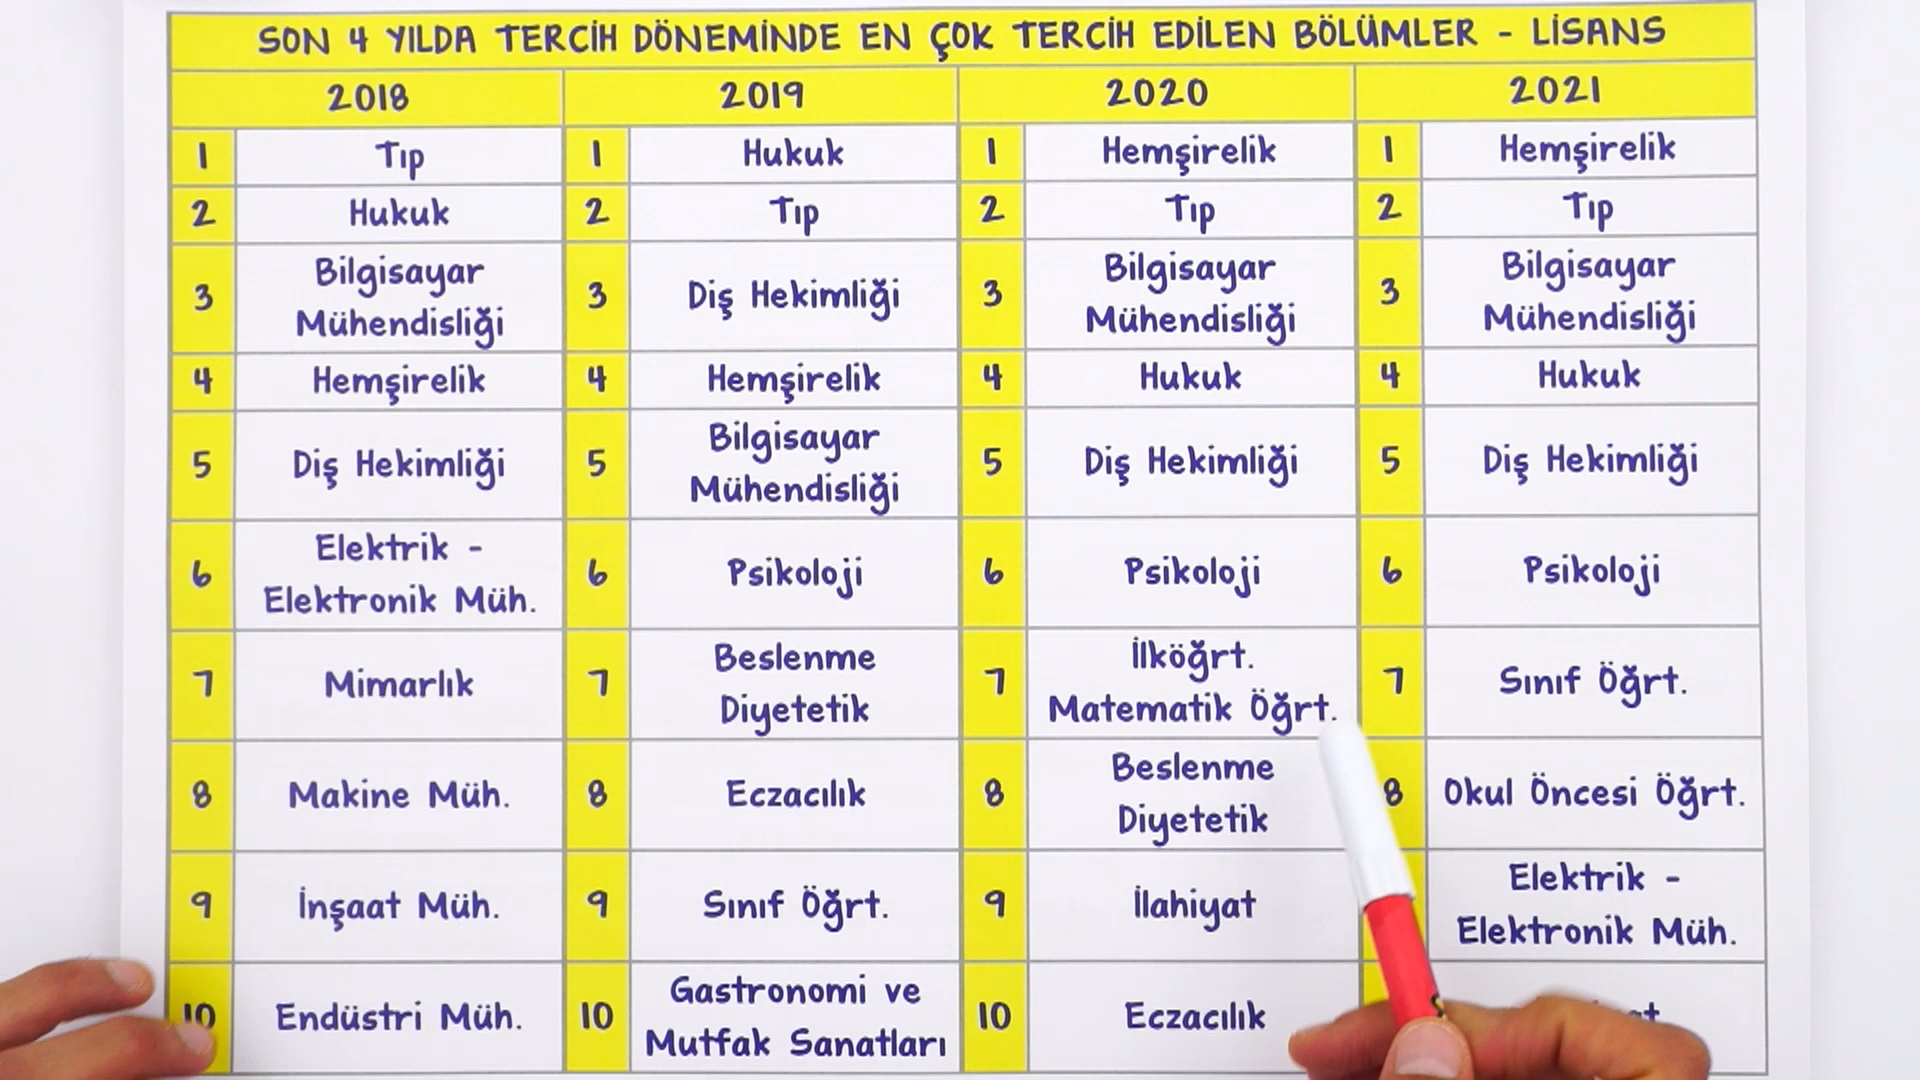 SON 4 YILDA TERCİH DÖNEMİNDE EN ÇOK TERCİH EDİLEN BÖLÜMLER - LİSANS
2018 2019 2020 2021
1 Tıp 1 Hukuk 1 Hemşirelik 1 Hemşirelik
2 Hukuk 2 Tıp 2 Tıp 2 Tıp
3 Bilgisayar
Mühendisliği
3 Diş Hekimliği
3 Bilgisayar
Mühendisliği
3 Bilgisayar
Mühendisliği
4 Hemşirelik 4 Hemşirelik 4 Hukuk 4 Hukuk
5 Diş Hekimliği
5 Bilgisayar
Mühendisliği
5 Diş Hekimliği
5 Diş Hekimliği
6 Elektrik -
Elektronik Müh.
6 Psikoloji
6 Psikoloji
6 Psikoloji
7 Mimarlık
7 Beslenme
Diyetetik
7 İlköğrt.
Matematik Öğrt.
7 Sınıf Öğrt.
8 Makine Müh.
8 Eczacılık
8 Beslenme
Diyetetik
8 Okul Öncesi Öğrt.
9 İnşaat Müh.
9 Sınıf Öğrt.
9 İlahiyat
Elektrik -
Elektronik Müh.
10 Endüstri Müh.
10 Gastronomi ve
Mutfak Sanatları
10 Eczacılık